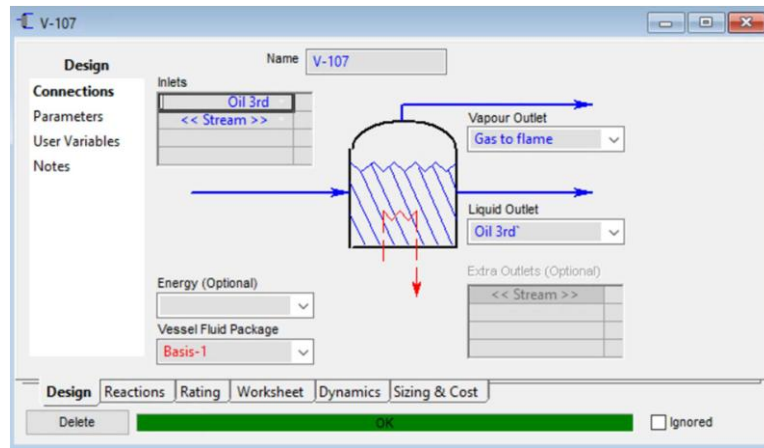 V-107
Design
Connections
Parameters
User Variables
Notes
Name V-107
Inlets
Oil 3rd
<< Stream >>
Vapour Outlet
Gas to flame
Liquid Outlet
Oil 3rd`
Energy (Optional)
Vessel Fluid Package
Basis-1
Extra Outlets (Optional)
<< Stream >>
Design Reactions Rating Worksheet Dynamics Sizing & Cost
Delete OK Ignored